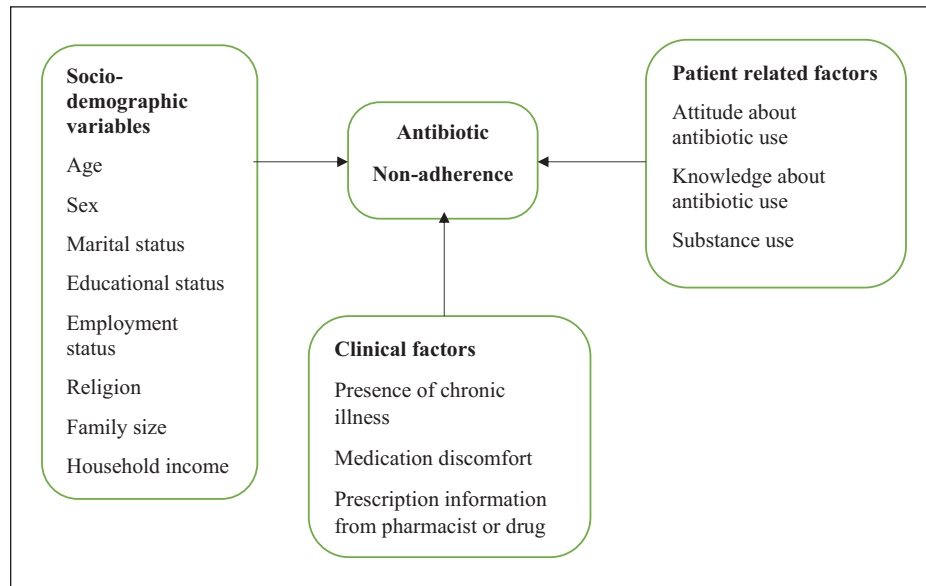 Socio-
demographic
variables
Age
Sex
Marital status
Educational status
Employment
status
Religion
Family size
Household income
Antibiotic
Non-adherence
Patient related factors
Attitude about
antibiotic use
Knowledge about
antibiotic use
Substance use
Clinical factors
Presence of chronic
illness
Medication discomfort
Prescription information
from pharmacist or drug